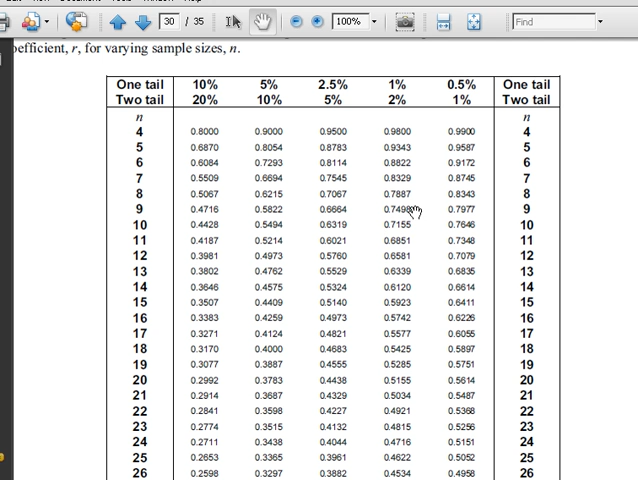 30 / 35 100% Find
oefficient, r, for varying sample sizes, n.
One tail 10% 5% 2.5% 1% 0.5% One tail
Two tail 20% 10% 5% 2% 1% Two tail
n n
4 0.8000 0.9000 0.9500 0.9800 0.9900 4
5 0.6870 0.8054 0.8783 0.9343 0.9587 5
6 0.6084 0.7293 0.8114 0.8822 0.9172 6
7 0.5509 0.6694 0.7545 0.8329 0.8745 7
8 0.5067 0.6215 0.7067 0.7887 0.8343 8
9 0.4716 0.5822 0.6664 0.7498 0.7977 9
10 0.4428 0.5494 0.6319 0.7155 0.7646 10
11 0.4187 0.5214 0.6021 0.6851 0.7348 11
12 0.3981 0.4973 0.5760 0.6581 0.7079 12
13 0.3802 0.4762 0.5529 0.6339 0.6835 13
14 0.3646 0.4575 0.5324 0.6120 0.6614 14
15 0.3507 0.4409 0.5140 0.5923 0.6411 15
16 0.3383 0.4259 0.4973 0.5742 0.6226 16
17 0.3271 0.4124 0.4821 0.5577 0.6055 17
18 0.3170 0.4000 0.4683 0.5425 0.5897 18
19 0.3077 0.3887 0.4555 0.5285 0.5751 19
20 0.2992 0.3783 0.4438 0.5155 0.5614 20
21 0.2914 0.3687 0.4329 0.5034 0.5487 21
22 0.2841 0.3598 0.4227 0.4921 0.5368 22
23 0.2774 0.3515 0.4132 0.4815 0.5256 23
24 0.2711 0.3438 0.4044 0.4716 0.5151 24
25 0.2653 0.3365 0.3961 0.4622 0.5052 25
26 0.2598 0.3297 0.3882 0.4534 0.4958 26